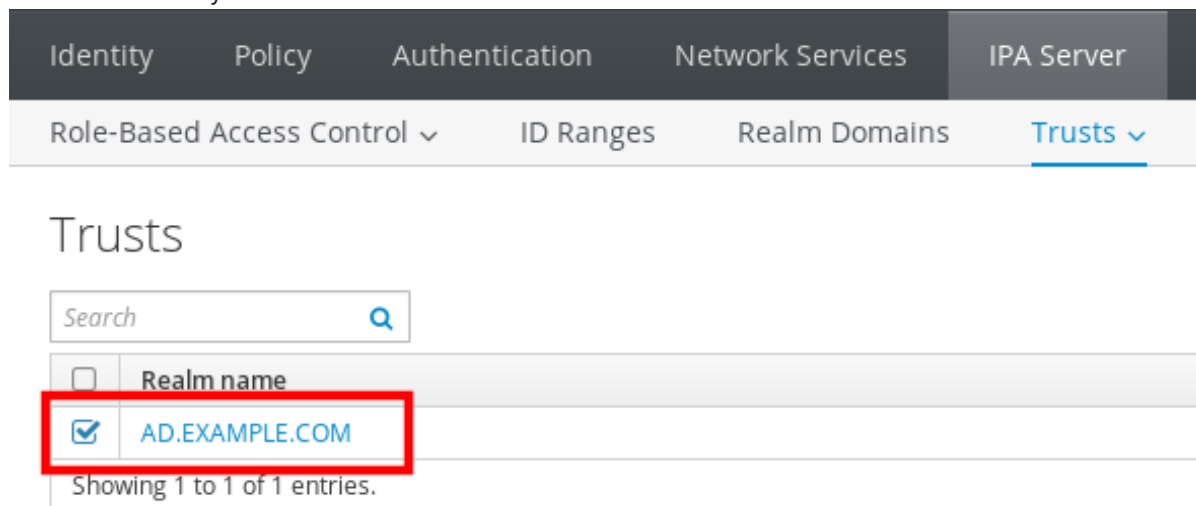 Identity Policy Authentication Network Services IPA Server
Role-Based Access Control ID Ranges Realm Domains Trusts
Trusts
Search
Realm name
AD.EXAMPLE.COM
Showing 1 to 1 of 1 entries.